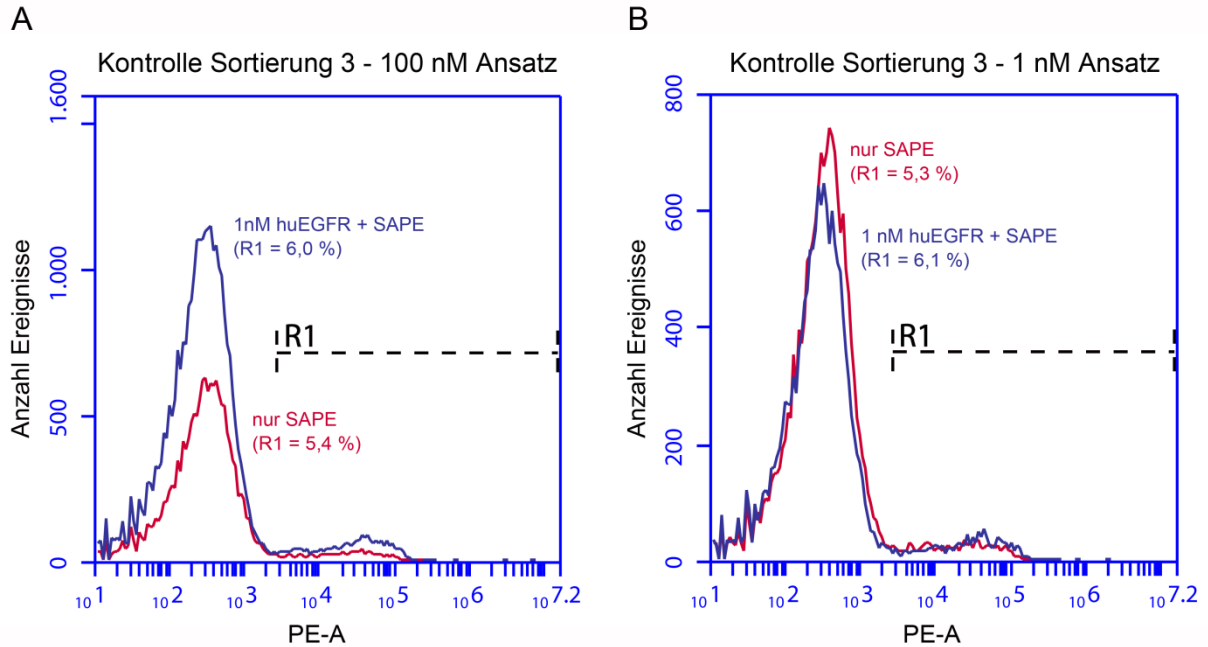 A
Kontrolle Sortierung 3 - 100 nM Ansatz
Anzahl Ereignisse
1.600
1.000
500
0
1nM huEGFR + SAPE
(R1 = 6,0 %)
R1
nur SAPE
(R1 = 5,4 %)
10 1
10 2
10 3
10 4
10 5
10 6
10 7.2
PE-A
B
Kontrolle Sortierung 3 - 1 nM Ansatz
Anzahl Ereignisse
800
600
400
200
0
nur SAPE
(R1 = 5,3 %)
1 nM huEGFR + SAPE
(R1 = 6,1 %)
R1
10 1
10 2
10 3
10 4
10 5
10 6
10 7.2
PE-A